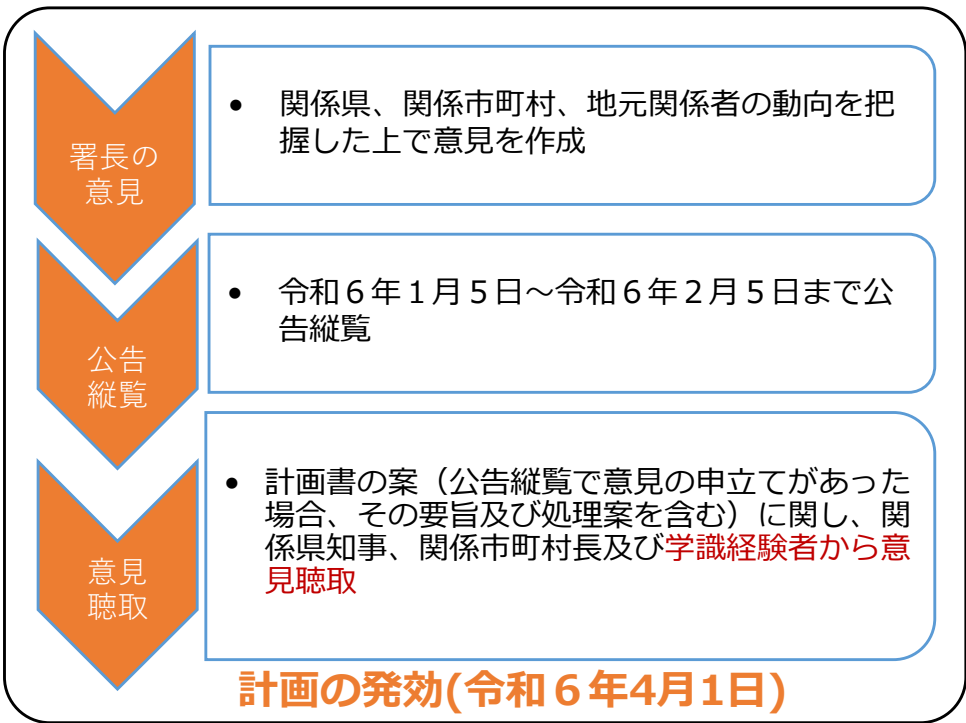 署長の
意見
• 関係県、関係市町村、地元関係者の動向を把
握した上で意見を作成
公告
縦覧
• 令和６年１月５日～令和６年２月５日まで公
告縦覧
意見
聴取
• 計画書の案（公告縦覧で意見の申立てがあった
場合、その要旨及び処理案を含む）に関し、関
係県知事、関係市町村長及び学識経験者から意
見聴取
計画の発効(令和６年4月1日)